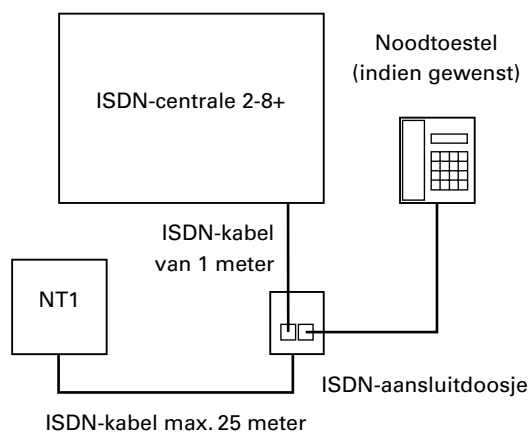 ISDN-centrale 2-8+
Noodtoestel
(indien gewenst)
ISDN-kabel
van 1 meter
NT1
ISDN-aansluitdoosje
ISDN-kabel max. 25 meter